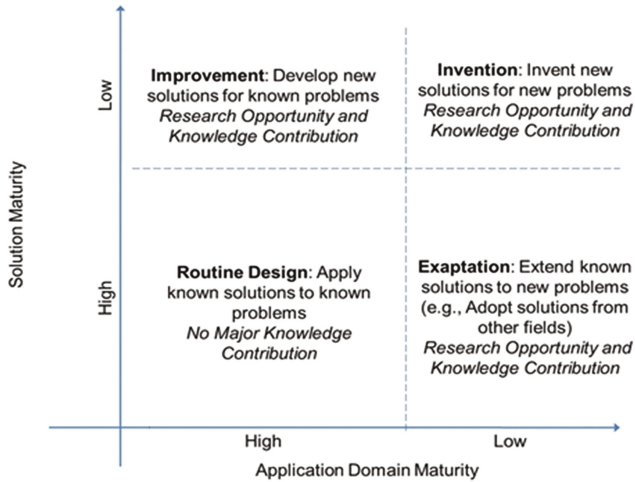 Improvement: Develop new
solutions for known problems
Research Opportunity and
Knowledge Contribution
Invention: Invent new
solutions for new problems
Research Opportunity and
Knowledge Contribution
Routine Design: Apply
known solutions to known
problems
No Major Knowledge
Contribution
Exaptation: Extend known
solutions to new problems
(e.g., Adopt solutions from
other fields)
Research Opportunity and
Knowledge Contribution
Solution Maturity
Low
High
High
Low
Application Domain Maturity